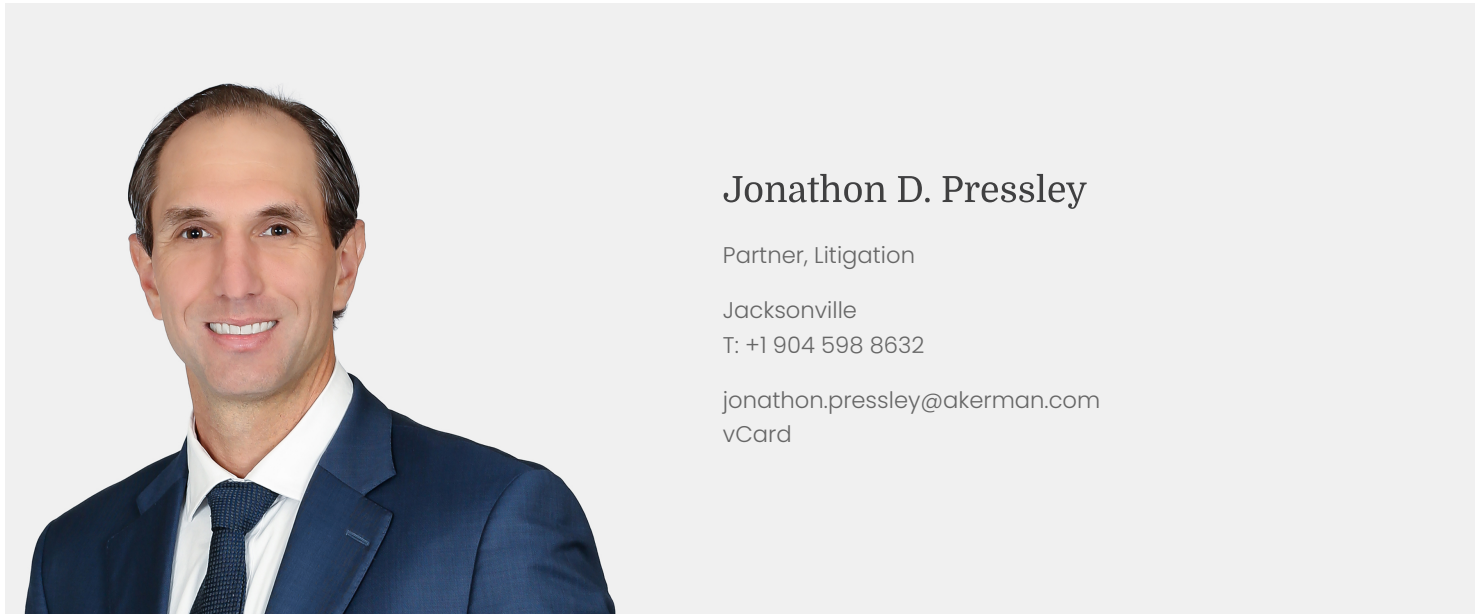 Jonathon D. Pressley
Partner, Litigation
Jacksonville
T: +1 904 598 8632
jonathon.pressley@akerman.com
vCard